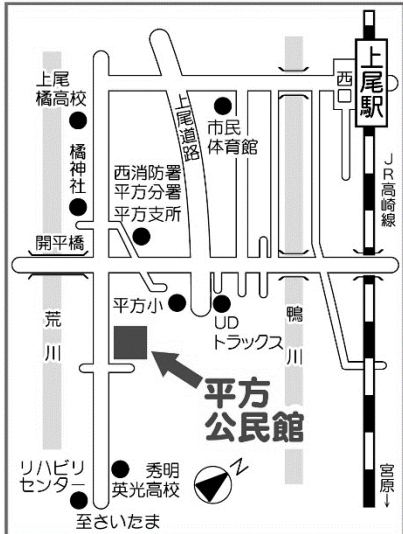 上尾
橘高校
橘神社
上尾道路
市民
体育館
西口
上尾駅
JR高崎線
西消防署
平方分署
平方支所
開平橋
荒川
平方小
UD
トラックス
鴨川
平方
公民館
リハビリ
センター
秀明
英光高校
N
宮原↓
至さいたま